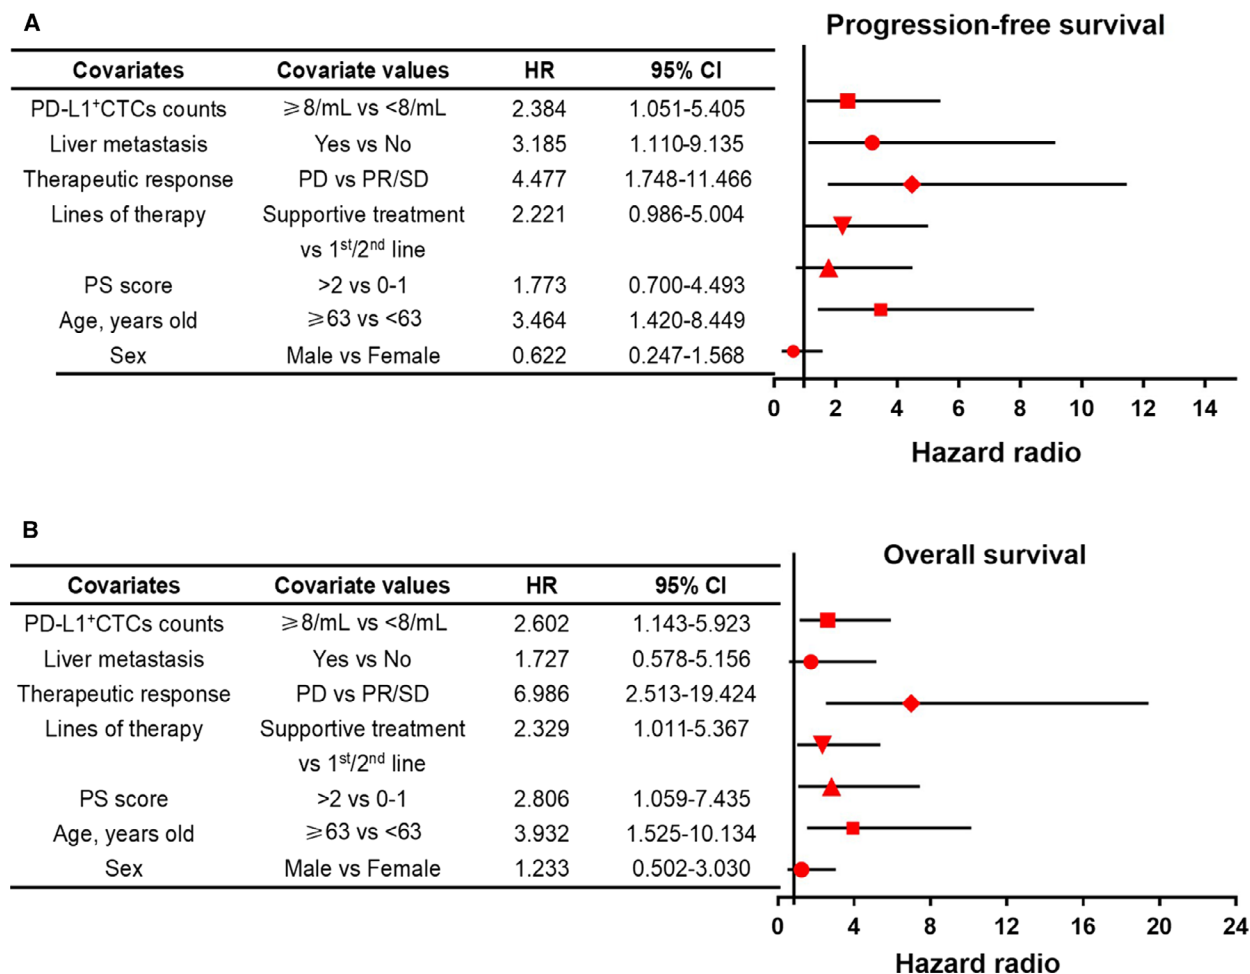 A
Progression-free survival
Covariates Covariate values HR 95% CI
PD-L1⁺CTCs counts ⩾8/mL vs <8/mL 2.384 1.051-5.405
Liver metastasis Yes vs No 3.185 1.110-9.135
Therapeutic response PD vs PR/SD 4.477 1.748-11.466
Lines of therapy Supportive treatment 2.221 0.986-5.004
vs 1ˢᵗ/2ⁿᵈ line
PS score >2 vs 0-1 1.773 0.700-4.493
Age, years old ⩾63 vs <63 3.464 1.420-8.449
Sex Male vs Female 0.622 0.247-1.568
0 2 4 6 8 10 12 14
Hazard radio
B
Overall survival
Covariates Covariate values HR 95% CI
PD-L1⁺CTCs counts ⩾8/mL vs <8/mL 2.602 1.143-5.923
Liver metastasis Yes vs No 1.727 0.578-5.156
Therapeutic response PD vs PR/SD 6.986 2.513-19.424
Lines of therapy Supportive treatment 2.329 1.011-5.367
vs 1ˢᵗ/2ⁿᵈ line
PS score >2 vs 0-1 2.806 1.059-7.435
Age, years old ⩾63 vs <63 3.932 1.525-10.134
Sex Male vs Female 1.233 0.502-3.030
0 4 8 12 16 20 24
Hazard radio